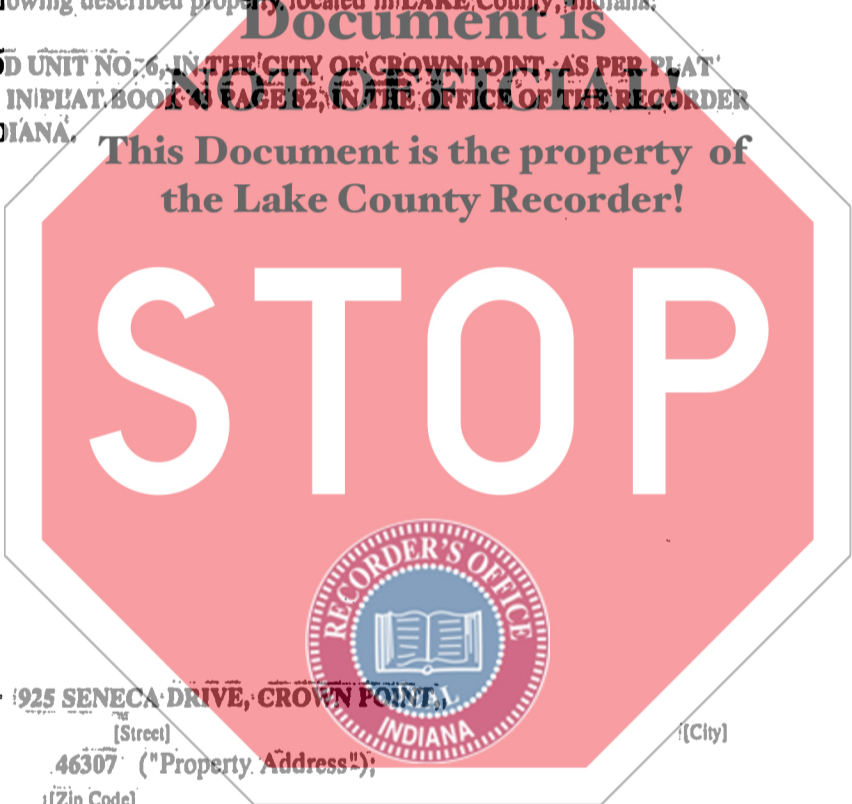 owing described property, located in LAKE County, Indiana:
Document is
D UNIT NO. 6, IN THE CITY OF CROWN POINT, AS PER PLAT
NOT OFFICIAL!
IN PLAT BOOK PAGE 82, IN THE OFFICE OF THE RECORDER
DIANA.
This Document is the property of
the Lake County Recorder!
STOP
RECORDER'S OFFICE
INDIANA
925 SENECA DRIVE, CROWN POINT,
[Street] [City]
46307 ("Property Address");
[Zip Code]